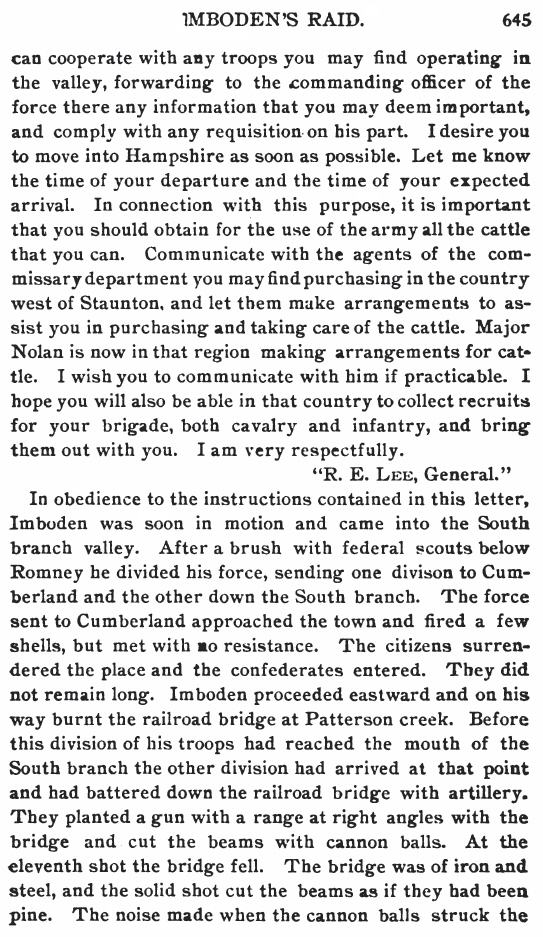 IMBODEN'S RAID. 645
can cooperate with any troops you may find operating in
the valley, forwarding to the commanding officer of the
force there any information that you may deem important,
and comply with any requisition on his part. I desire you
to move into Hampshire as soon as possible. Let me know
the time of your departure and the time of your expected
arrival. In connection with this purpose, it is important
that you should obtain for the use of the army all the cattle
that you can. Communicate with the agents of the com-
missary department you may find purchasing in the country
west of Staunton, and let them make arrangements to as-
sist you in purchasing and taking care of the cattle. Major
Nolan is now in that region making arrangements for cat-
tle. I wish you to communicate with him if practicable. I
hope you will also be able in that country to collect recruits
for your brigade, both cavalry and infantry, and bring
them out with you. I am very respectfully.
"R. E. LEE, General."
In obedience to the instructions contained in this letter,
Imboden was soon in motion and came into the South
branch valley. After a brush with federal scouts below
Romney he divided his force, sending one divison to Cum-
berland and the other down the South branch. The force
sent to Cumberland approached the town and fired a few
shells, but met with no resistance. The citizens surren-
dered the place and the confederates entered. They did
not remain long. Imboden proceeded eastward and on his
way burnt the railroad bridge at Patterson creek. Before
this division of his troops had reached the mouth of the
South branch the other division had arrived at that point
and had battered down the railroad bridge with artillery.
They planted a gun with a range at right angles with the
bridge and cut the beams with cannon balls. At the
eleventh shot the bridge fell. The bridge was of iron and
steel, and the solid shot cut the beams as if they had been
pine. The noise made when the cannon balls struck the